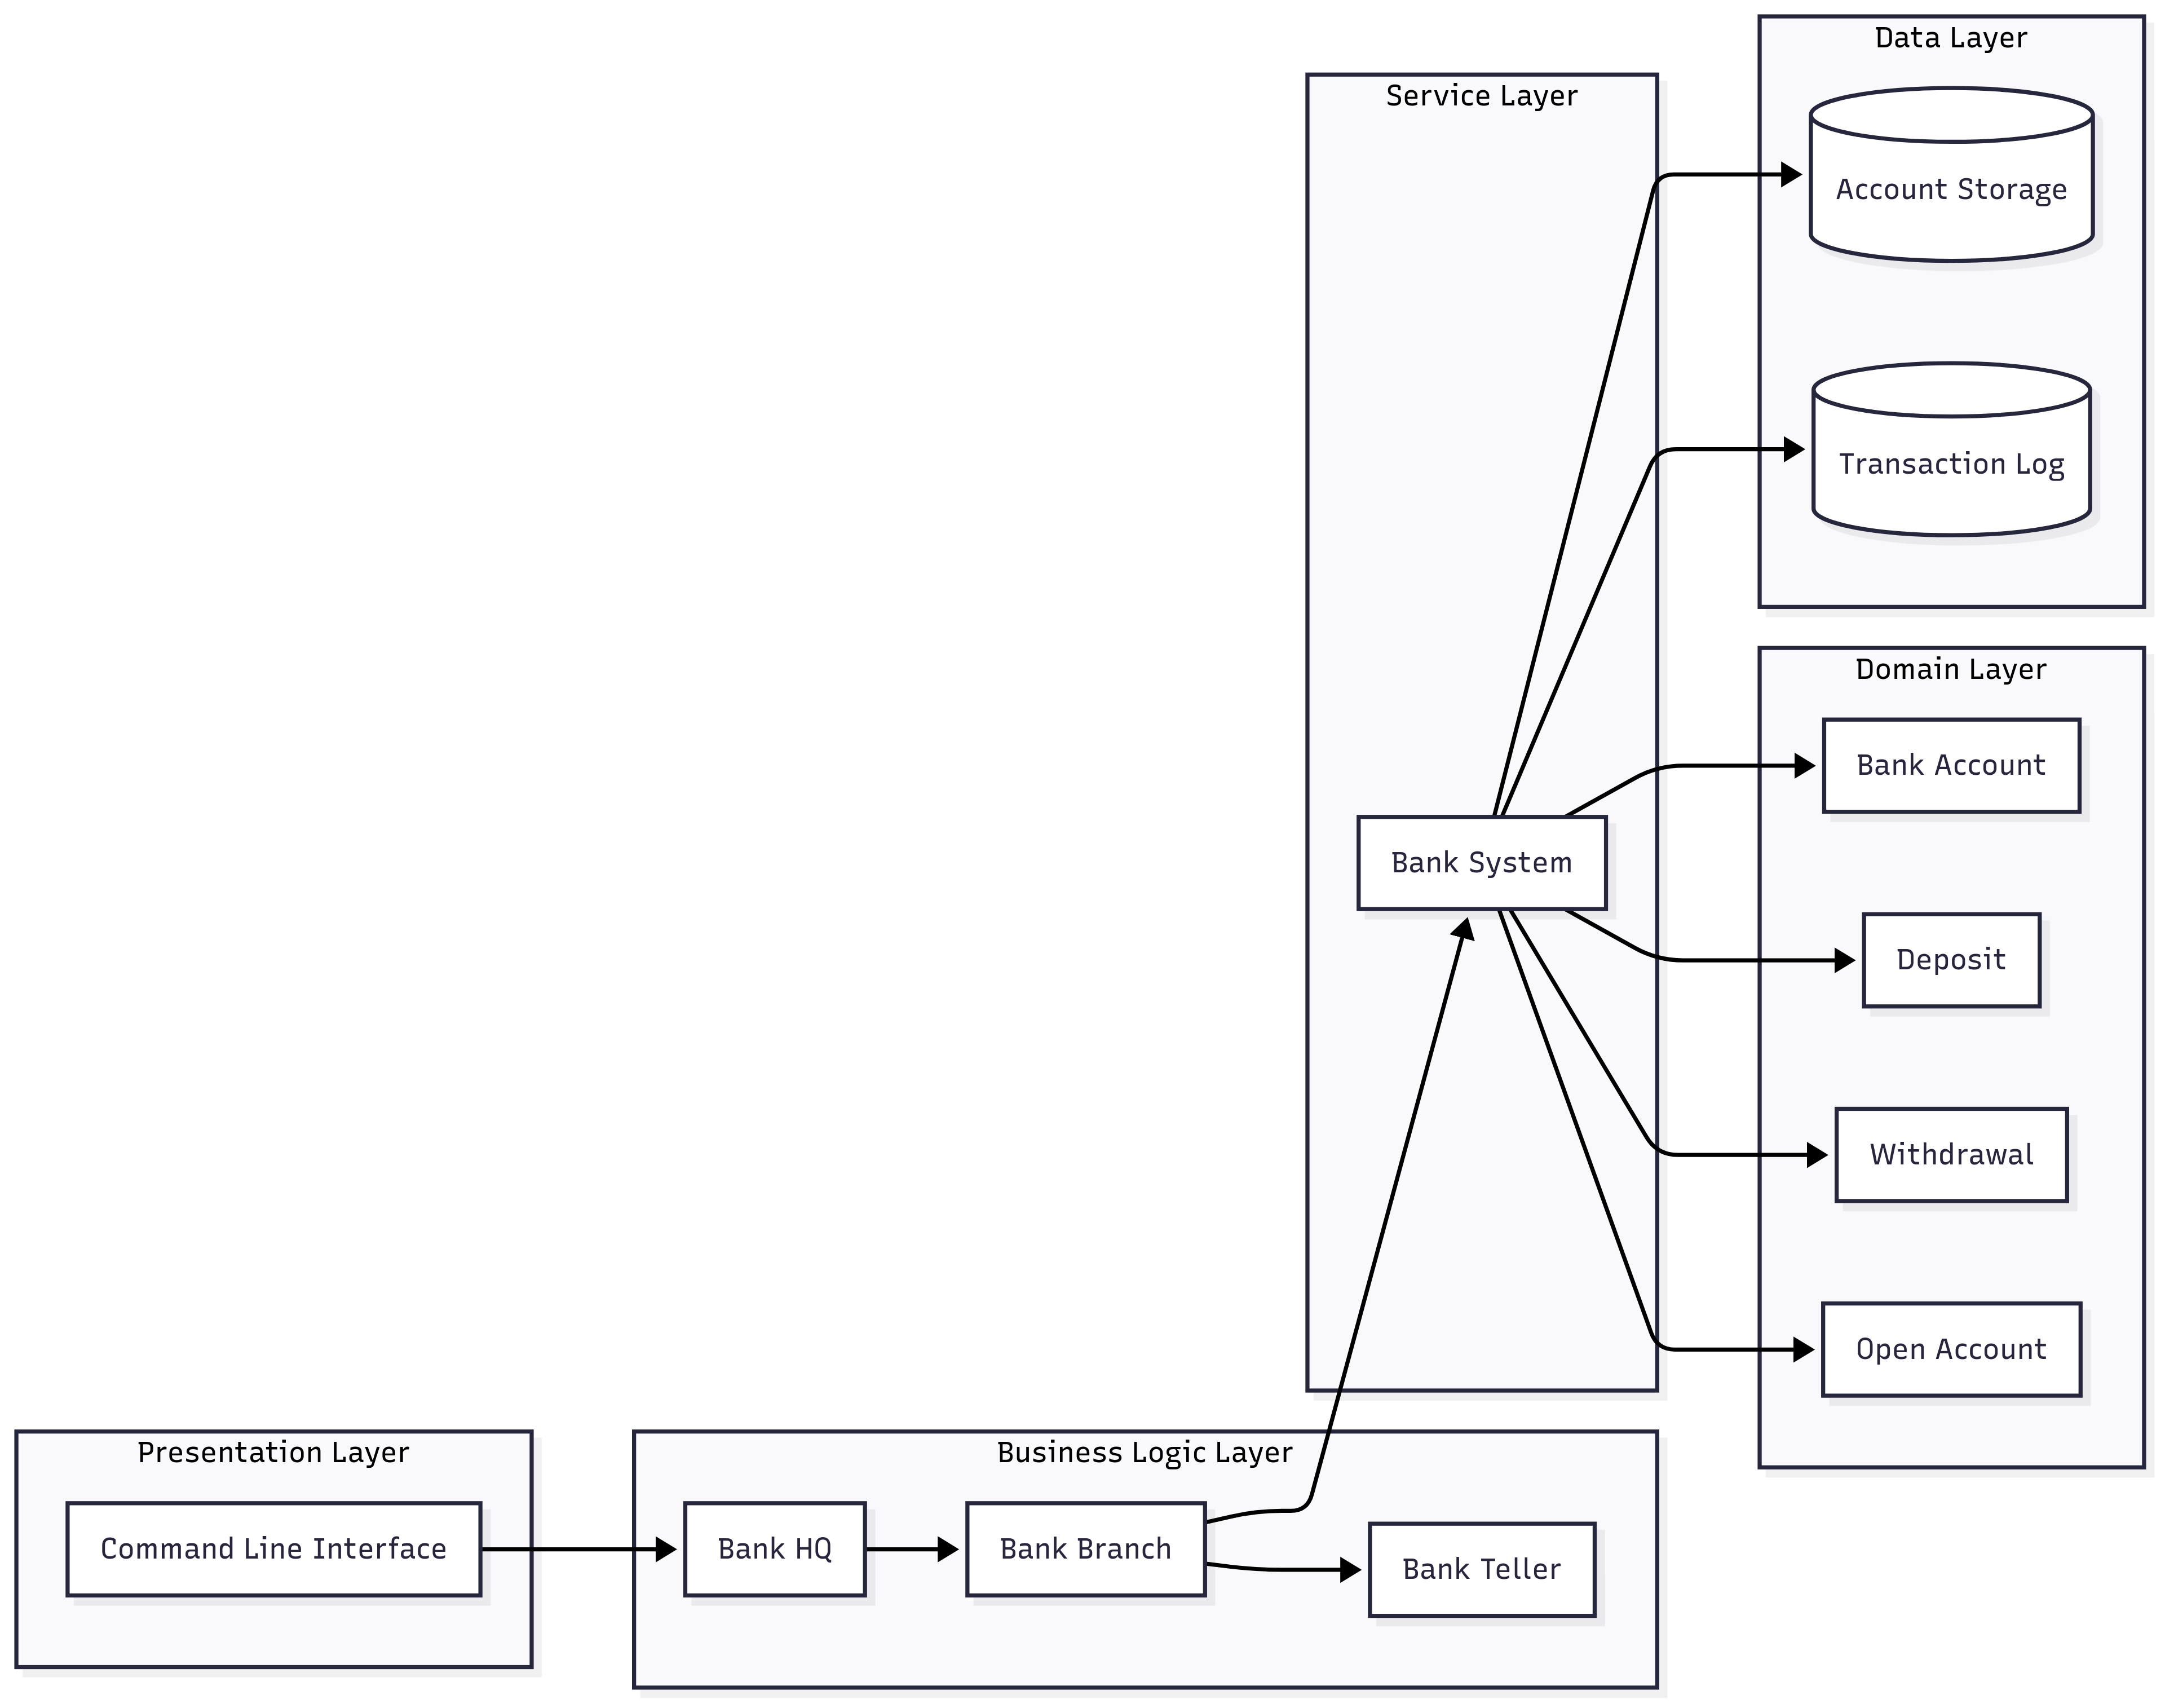 Data Layer
Account Storage
Transaction Log
Service Layer
Bank System
Domain Layer
Bank Account
Deposit
Withdrawal
Open Account
Presentation Layer
Command Line Interface
Business Logic Layer
Bank HQ
Bank Branch
Bank Teller